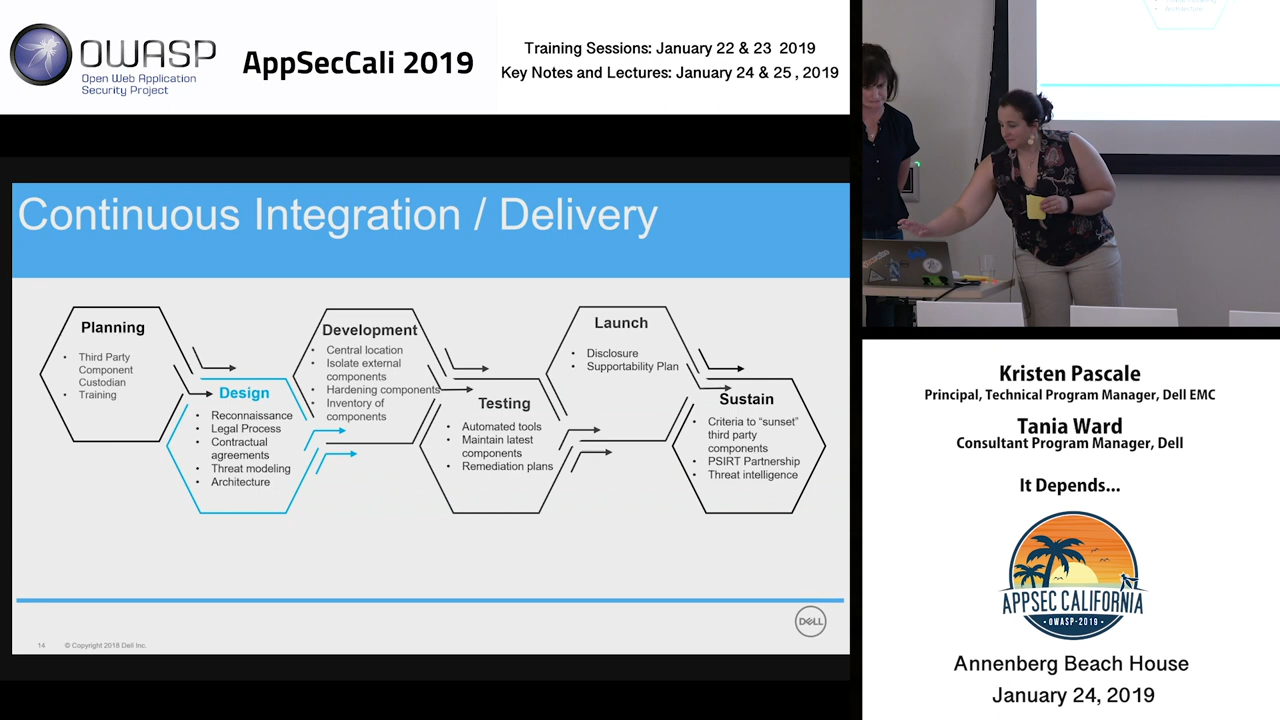 OWASP
Open Web Application
Security Project
AppSecCali 2019
Training Sessions: January 22 & 23 2019
Key Notes and Lectures: January 24 & 25 , 2019
Continuous Integration / Delivery
Planning
• Third Party
Component
Custodian
• Training
Design
• Reconnaissance
• Legal Process
• Contractual
agreements
• Threat modeling
• Architecture
Development
• Central location
• Isolate external
components
• Hardening components
• Inventory of
components
Testing
• Automated tools
• Maintain latest
components
• Remediation plans
Launch
• Disclosure
• Supportability Plan
Sustain
• Criteria to “sunset”
third party
components
• PSIRT Partnership
• Threat intelligence
14 © Copyright 2018 Dell Inc.
DELL
Architecture
Kristen Pascale
Principal, Technical Program Manager, Dell EMC
Tania Ward
Consultant Program Manager, Dell
It Depends...
APPSEC CALIFORNIA
• OWASP-2019 •
Annenberg Beach House
January 24, 2019